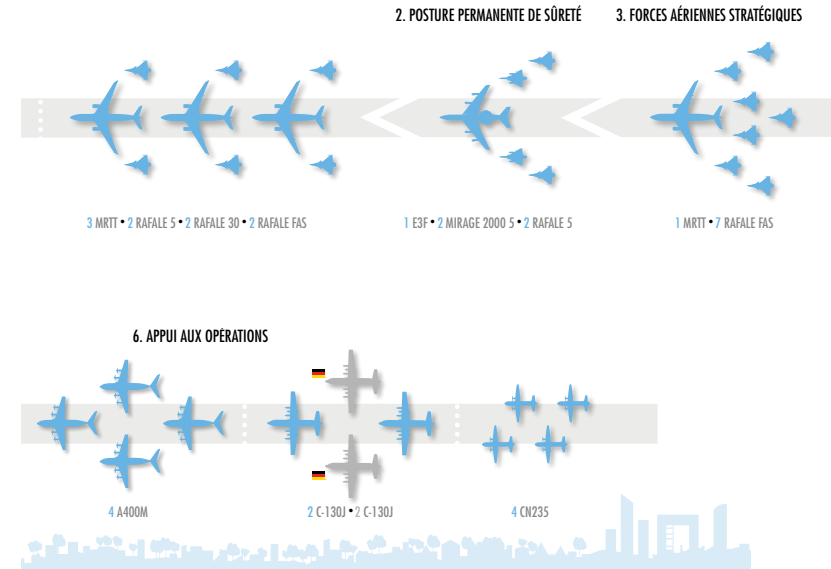 2. POSTURE PERMANENTE DE SÛRETÉ
3. FORCES AÉRIENNES STRATÉGIQUES
3 MRTT • 2 RAFALE 5 • 2 RAFALE 30 • 2 RAFALE FAS
1 E3F • 2 MIRAGE 2000 5 • 2 RAFALE 5
1 MRTT • 7 RAFALE FAS
6. APPUI AUX OPÉRATIONS
4 A400M
2 C-130J • 2 C-130J
4 CN235